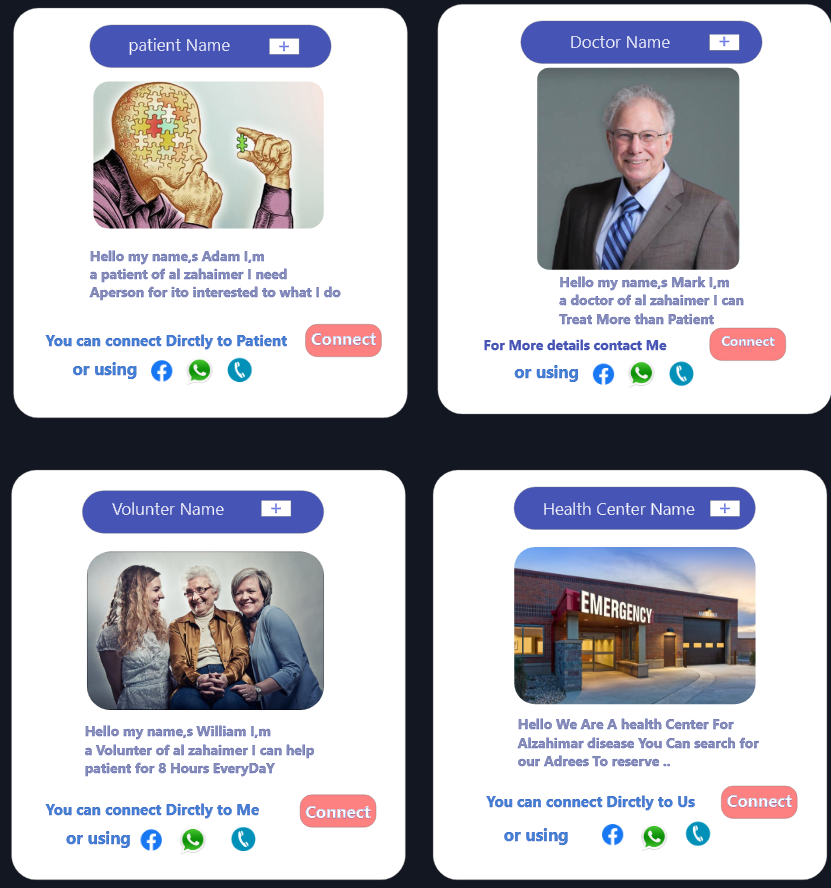 patient Name
+
Hello my name,s Adam I,m
a patient of al zahaimer I need
Aperson for ito interested to what I do
You can connect Dirctly to Patient
Connect
or using
Doctor Name
+
Hello my name,s Mark I,m
a doctor of al zahaimer I can
Treat More than Patient
For More details contact Me
Connect
or using
Volunter Name
+
Hello my name,s William I,m
a Volunter of al zahaimer I can help
patient for 8 Hours EveryDaY
You can connect Dirctly to Me
Connect
or using
Health Center Name
+
EMERGENCY
Hello We Are A health Center For
Alzahimar disease You Can search for
our Adrees To reserve ..
You can connect Dirctly to Us
Connect
or using